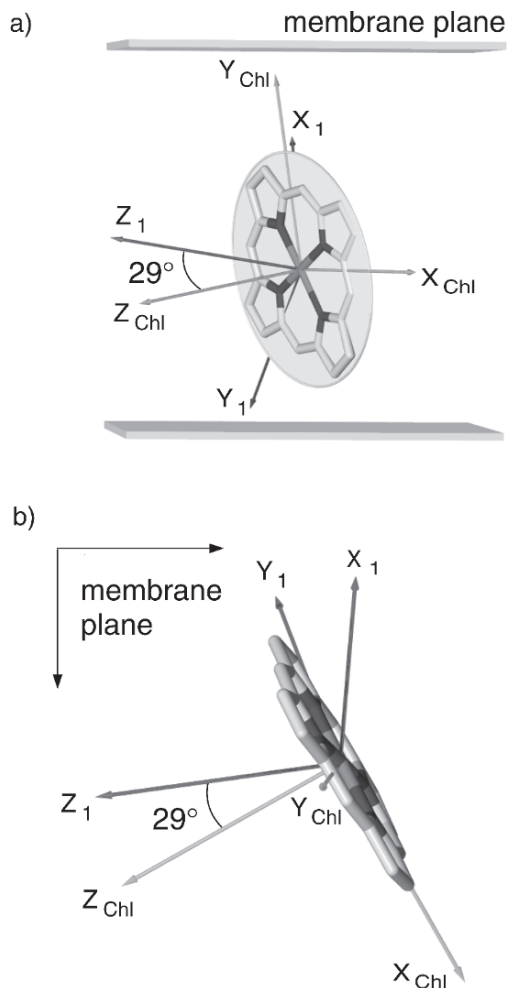 a)
membrane plane
Y Chl
X 1
Z 1
29°
X Chl
Z Chl
Y 1
b)
membrane
plane
Y 1
X 1
Z 1
29°
Y Chl
Z Chl
X Chl